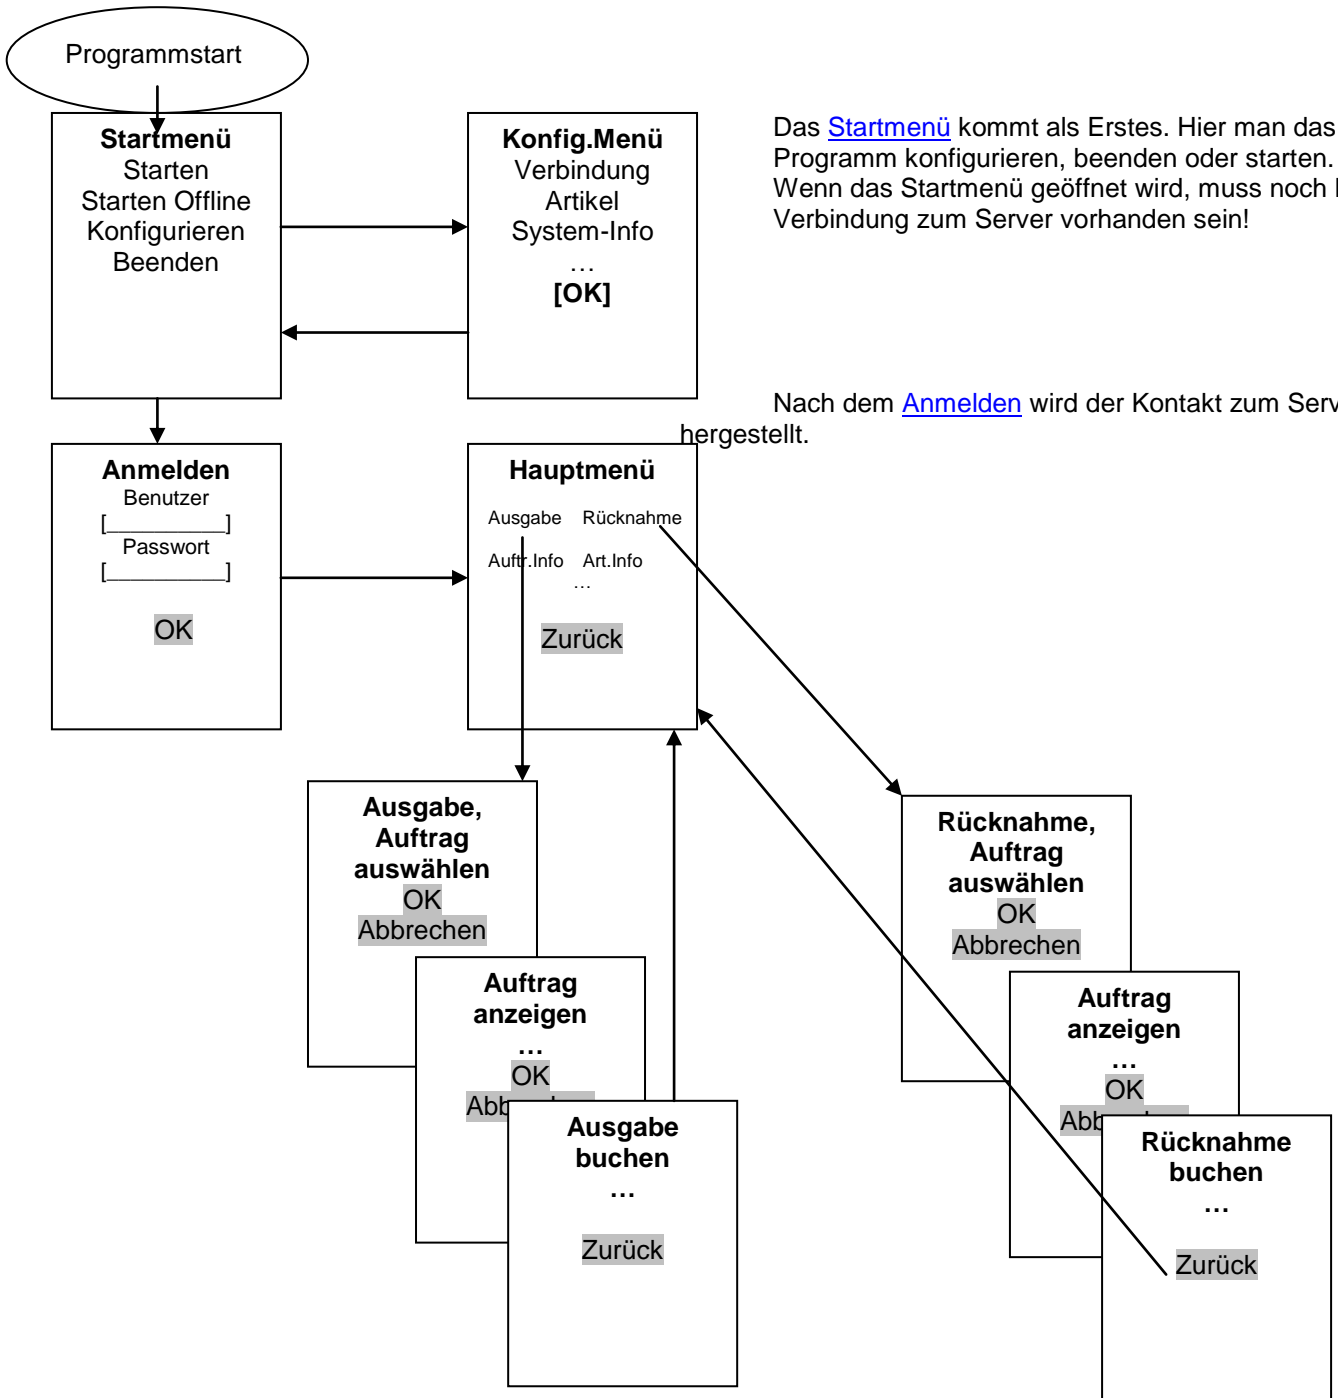 Programmstart
Startmenü
Starten
Starten Offline
Konfigurieren
Beenden
Konfig.Menü
Verbindung
Artikel
System-Info
…
[OK]
Das Startmenü kommt als Erstes. Hier man das
Programm konfigurieren, beenden oder starten.
Wenn das Startmenü geöffnet wird, muss noch
Verbindung zum Server vorhanden sein!
Nach dem Anmelden wird der Kontakt zum
hergestellt.
Anmelden
Benutzer
[__________]
Passwort
[__________]
OK
Hauptmenü
Ausgabe Rücknahme
Auftr.Info Art.Info
…
Zurück
Ausgabe,
Auftrag
auswählen
OK
Abbrechen
Auftrag
anzeigen
…
OK
Ausgabe
buchen
…
Zurück
Rücknahme,
Auftrag
auswählen
OK
Abbrechen
Auftrag
anzeigen
…
OK
Rücknahme
buchen
…
Zurück